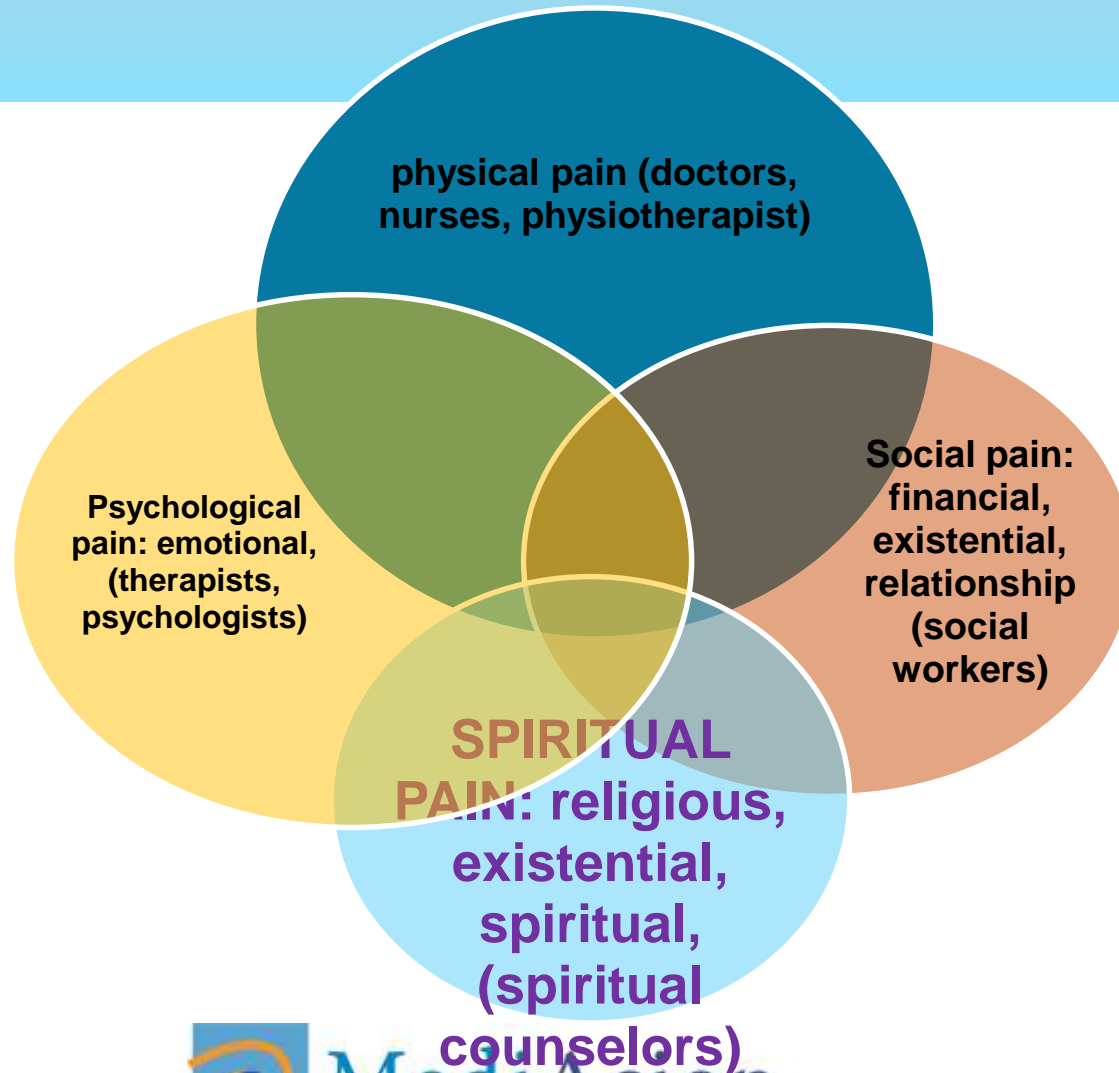 physical pain (doctors,
nurses, physiotherapist)
Psychological
pain: emotional,
(therapists,
psychologists)
Social pain:
financial,
existential,
relationship
(social
workers)
SPIRITUAL
PAIN: religious,
existential,
spiritual,
(spiritual
counselors)